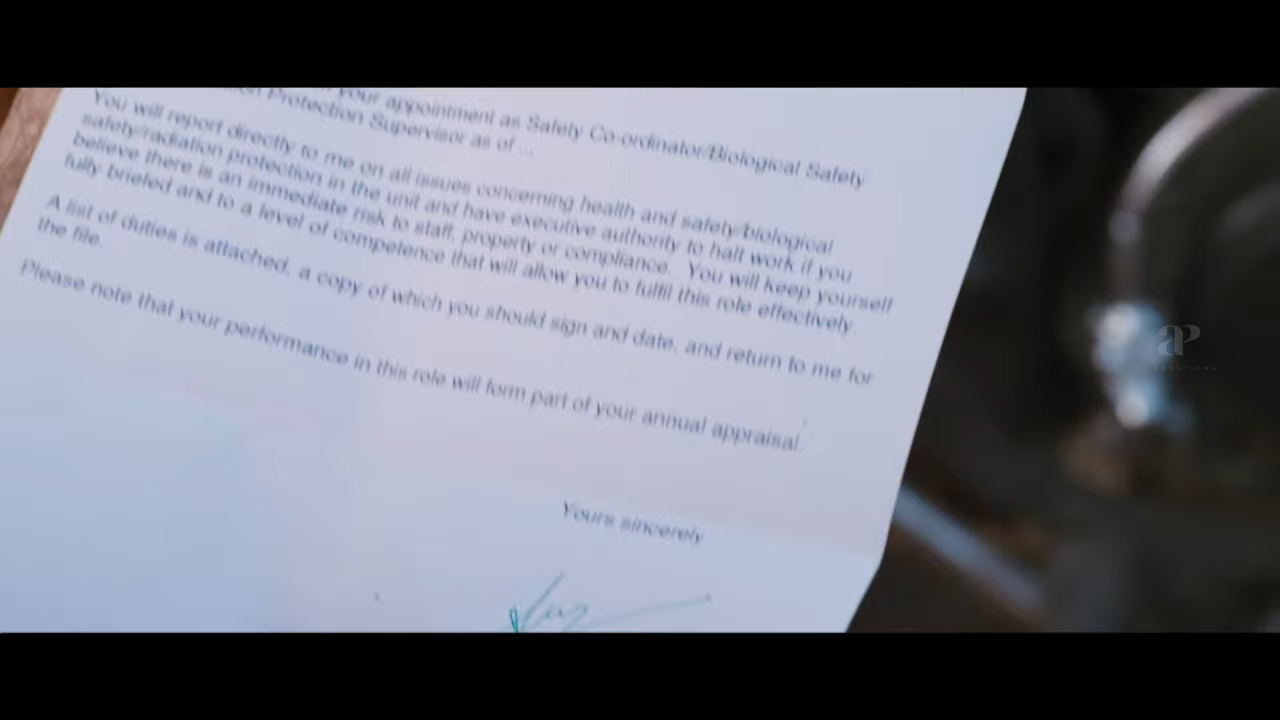 your appointment as Safety Co-ordinator/Biological Safety
Protection Supervisor as of ...
You will report directly to me on all issues concerning health and safety/biological
safety/radiation protection in the unit and have executive authority to halt work if you
believe there is an immediate risk to staff, property or compliance. You will keep yourself
fully briefed and to a level of competence that will allow you to fulfil this role effectively.
A list of duties is attached, a copy of which you should sign and date, and return to me for
the file.
Please note that your performance in this role will form part of your annual appraisal.
Yours sincerely
aP